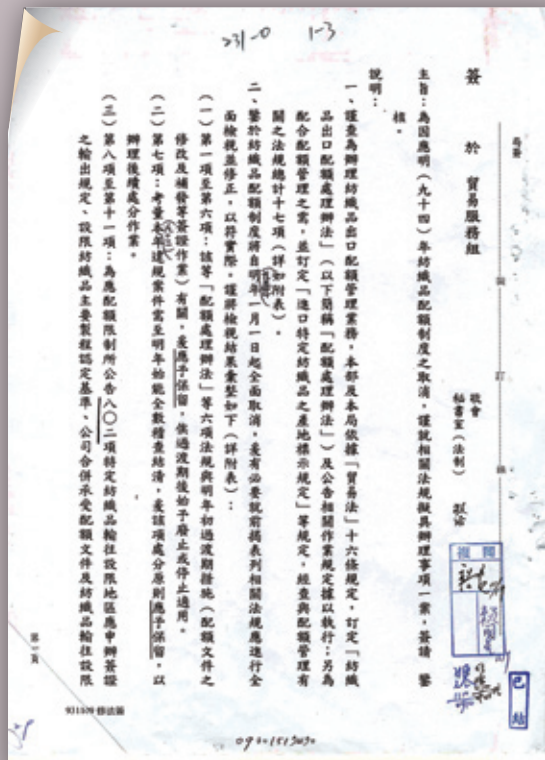 231-0　1-3
簽　於　貿易服務組
敬會
秘書室（法制）
主旨：為因應明（九十四）年紡織品配額制度之取消，謹就相關法規擬具辦理事項一案，簽請　鑒
核。
說明：
一、謹查為辦理紡織品出口配額管理業務，本部及本局依據「貿易法」十六條規定，訂定「紡織
品出口配額處理辦法」（以下簡稱「配額處理辦法」）及公告相關作業規定據以執行；另為
配合配額管理之需，並訂定「進口特定紡織品之產地標示規定」等規定，經查與配額管理有
關之法規總計十七項（詳如附表）。
二、鑒於紡織品配額制度將自明年一月一日起全面取消，爰有必要就前揭表列相關法規應進行全
面檢視並修正，以符實際。謹將檢視結果彙整如下（詳附表）：
（一）第一項至第六項：該等「配額處理辦法」等六項法規與明年初過渡期措施（配額文件之
修改及補發等簽證作業）有關，爰應予保留，俟過渡期後始予廢止或停止適用。
（二）第七項：考量本年違規案件需至明年始能全數稽查結清，爰該項處分原則應予保留，以
辦理後續處分作業。
（三）第八項至第十一項：為應配額限制所公告八〇二項特定紡織品輸往設限地區應申辦簽證
之輸出規定、設限紡織品主要製程認定基準、公司合併承受配額文件及紡織品輸往設限
第一頁
931109修法簽
已結